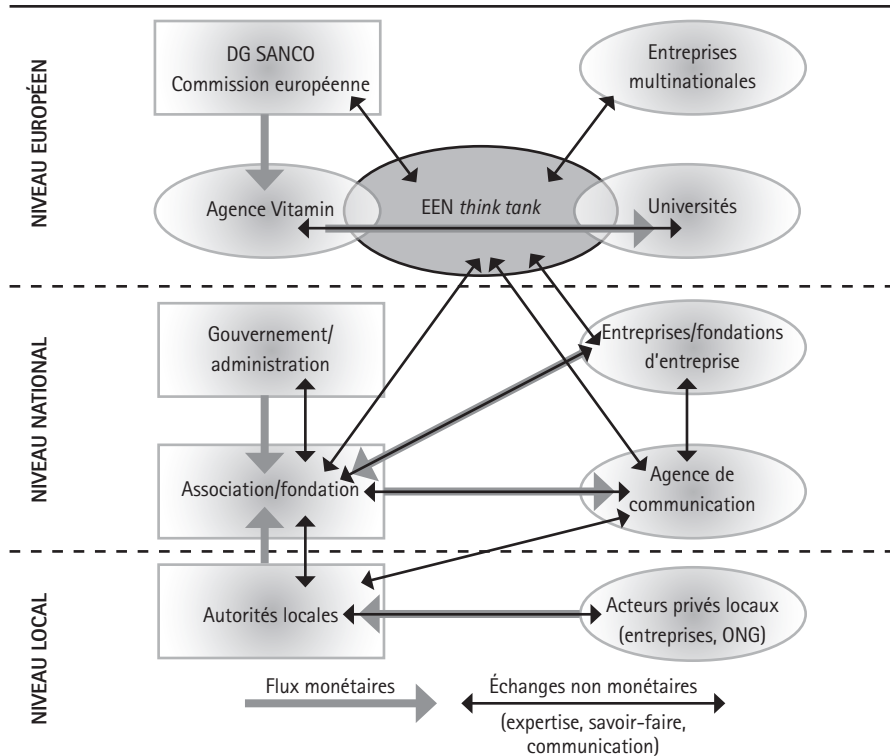 NIVEAU EUROPÉEN
DG SANCO
Commission européenne
Entreprises
multinationales
Agence Vitamin
EEN think tank
Universités
NIVEAU NATIONAL
Gouvernement/
administration
Entreprises/fondations
d'entreprise
Association/fondation
Agence de
communication
NIVEAU LOCAL
Autorités locales
Acteurs privés locaux
(entreprises, ONG)
Flux monétaires
Échanges non monétaires
(expertise, savoir-faire,
communication)